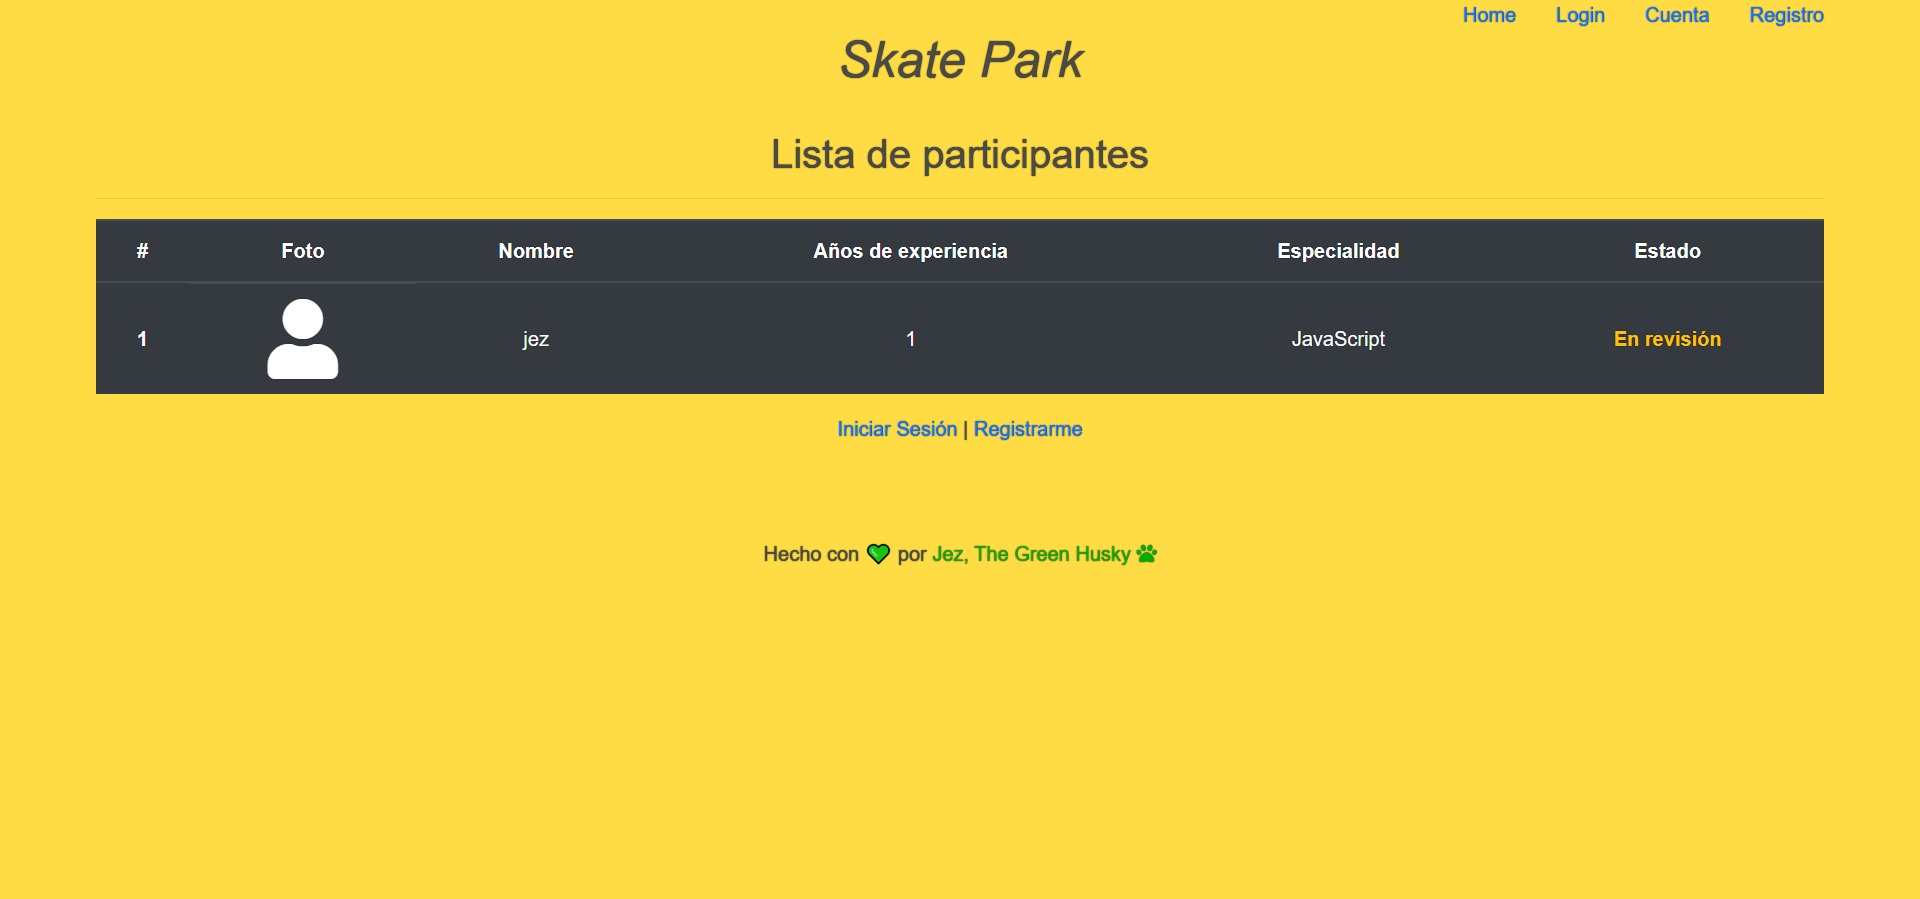 Home Login Cuenta Registro
Skate Park
Lista de participantes
# Foto Nombre Años de experiencia Especialidad Estado
1 jez 1 JavaScript En revisión
Iniciar Sesión | Registrarme
Hecho con por Jez, The Green Husky